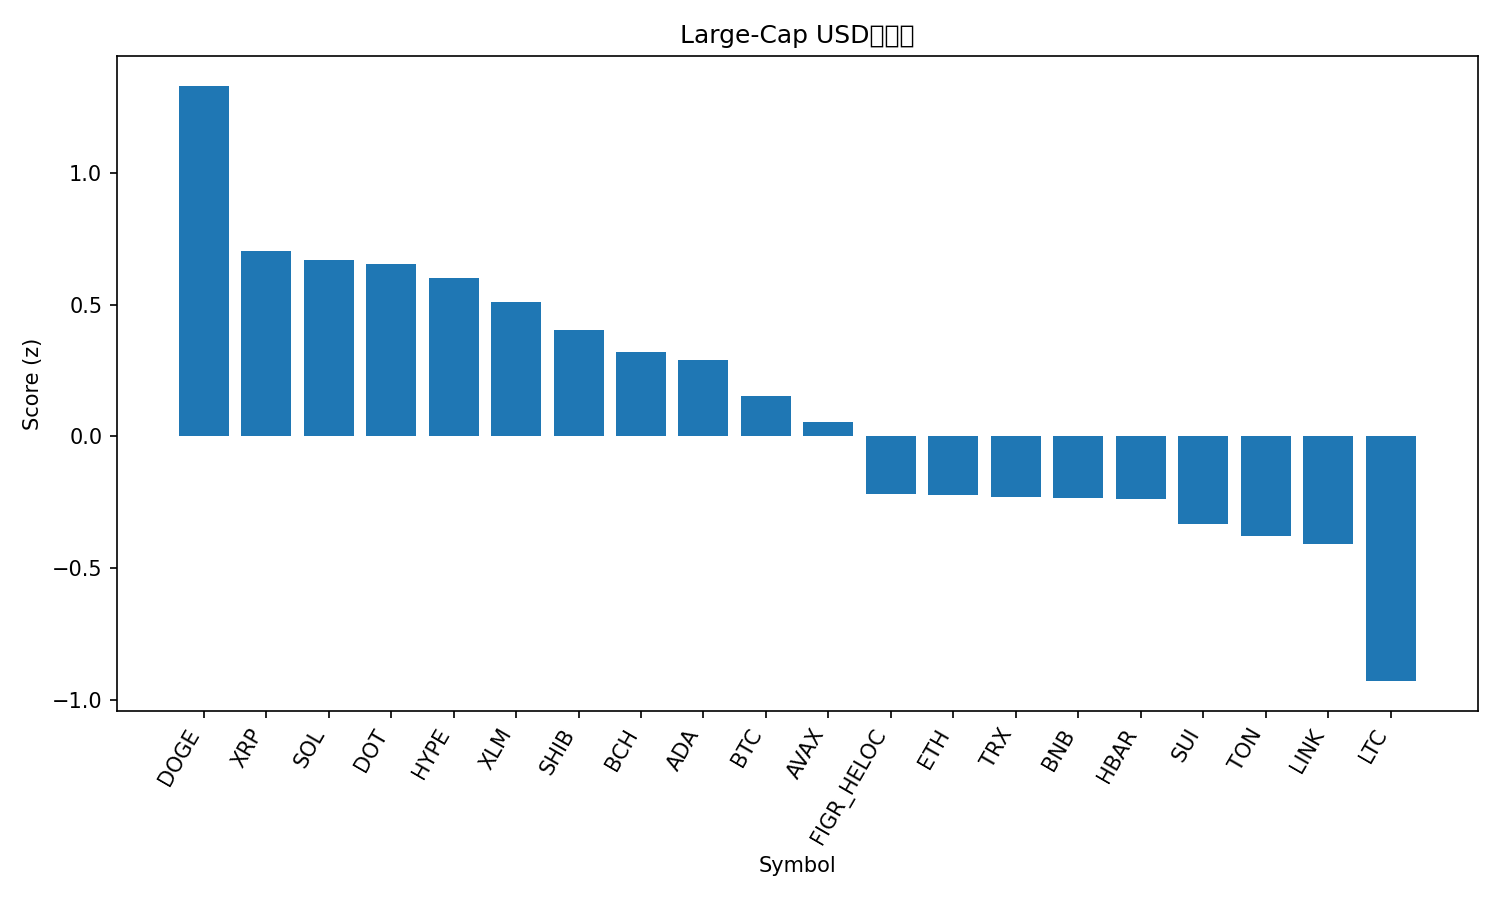 Large-Cap USD
Score (z)
1.0
0.5
0.0
−0.5
−1.0
DOGE
XRP
SOL
DOT
HYPE
XLM
SHIB
BCH
ADA
BTC
AVAX
FIGR_HELOC
ETH
TRX
BNB
HBAR
SUI
TON
LINK
LTC
Symbol